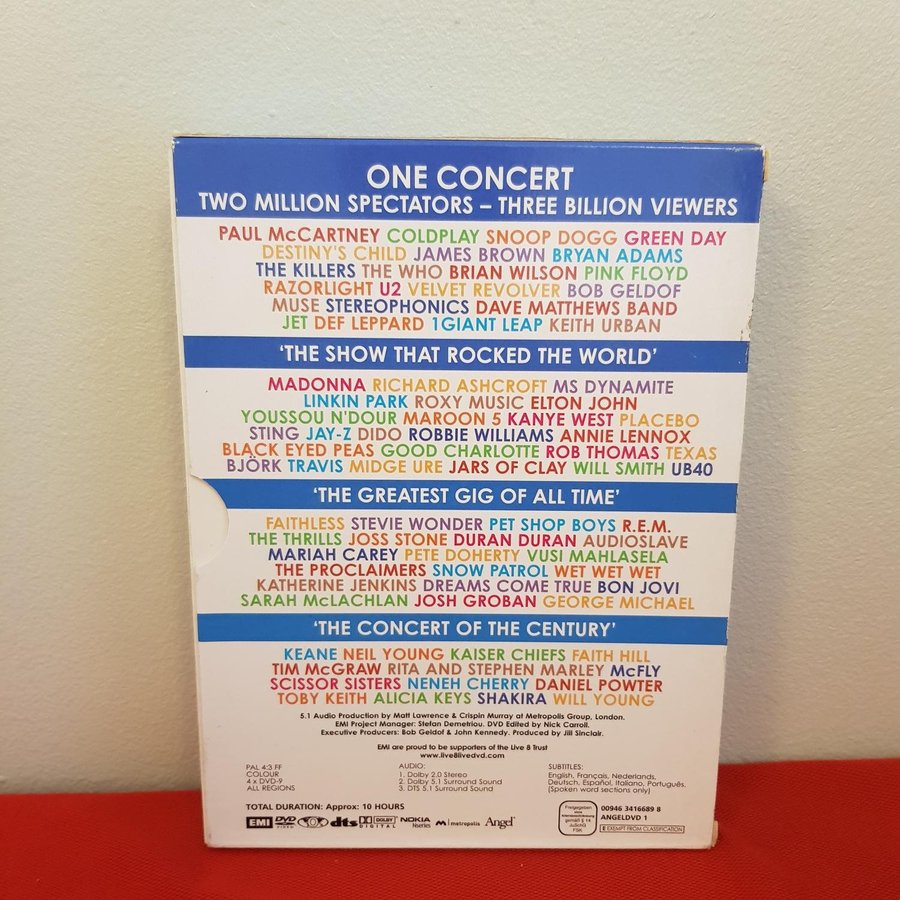 ONE CONCERT
TWO MILLION SPECTATORS – THREE BILLION VIEWERS
PAUL McCARTNEY COLDPLAY SNOOP DOGG GREEN DAY
DESTINY'S CHILD JAMES BROWN BRYAN ADAMS
THE KILLERS THE WHO BRIAN WILSON PINK FLOYD
RAZORLIGHT U2 VELVET REVOLVER BOB GELDOF
MUSE STEREOPHONICS DAVE MATTHEWS BAND
JET DEF LEPPARD 1GIANT LEAP KEITH URBAN
'THE SHOW THAT ROCKED THE WORLD'
MADONNA RICHARD ASHCROFT MS DYNAMITE
LINKIN PARK ROXY MUSIC ELTON JOHN
YOUSSOU N'DOUR MAROON 5 KANYE WEST PLACEBO
STING JAY-Z DIDO ROBBIE WILLIAMS ANNIE LENNOX
BLACK EYED PEAS GOOD CHARLOTTE ROB THOMAS TEXAS
BJÖRK TRAVIS MIDGE URE JARS OF CLAY WILL SMITH UB40
'THE GREATEST GIG OF ALL TIME'
FAITHLESS STEVIE WONDER PET SHOP BOYS R.E.M.
THE THRILLS JOSS STONE DURAN DURAN AUDIOSLAVE
MARIAH CAREY PETE DOHERTY VUSI MAHLASELA
THE PROCLAIMERS SNOW PATROL WET WET WET
KATHERINE JENKINS DREAMS COME TRUE BON JOVI
SARAH McLACHLAN JOSH GROBAN GEORGE MICHAEL
'THE CONCERT OF THE CENTURY'
KEANE NEIL YOUNG KAISER CHIEFS FAITH HILL
TIM McGRAW RITA AND STEPHEN MARLEY McFLY
SCISSOR SISTERS NENEH CHERRY DANIEL POWTER
TOBY KEITH ALICIA KEYS SHAKIRA WILL YOUNG
5.1 Audio Production by Matt Lawrence & Crispin Murray at Metropolis Group, London.
EMI Project Manager: Stefan Demetriou. DVD Edited by Nick Carroll.
Executive Producers: Bob Geldof & John Kennedy. Produced by Jill Sinclair.
EMI are proud to be supporters of the Live 8 Trust
www.live8livedvd.com
PAL 4:3 FF
COLOUR
4 x DVD-9
ALL REGIONS
AUDIO:
1. Dolby 2.0 Stereo
2. Dolby 5.1 Surround Sound
3. DTS 5.1 Surround Sound
SUBTITLES:
English, Français, Nederlands,
Deutsch, Español, Italiano, Português,
(Spoken word sections only)
TOTAL DURATION: Approx: 10 HOURS
EMI DVD VIDEO dts DOLBY DIGITAL NOKIA Nseries metropolis Angel
Freigegeben
ohne
Altersbeschränkung
gemäß § 14
JuSchG
FSK
00946 3416689 8
ANGELDVD 1
E EXEMPT FROM CLASSIFICATION